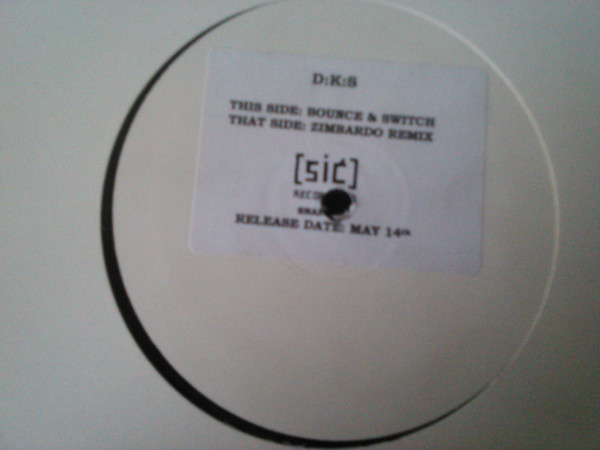 D:K:S
THIS SIDE: BOUNCE & SWITCH
THAT SIDE: ZIMBARDO REMIX
[sic]
RELEASE DATE: MAY 14th